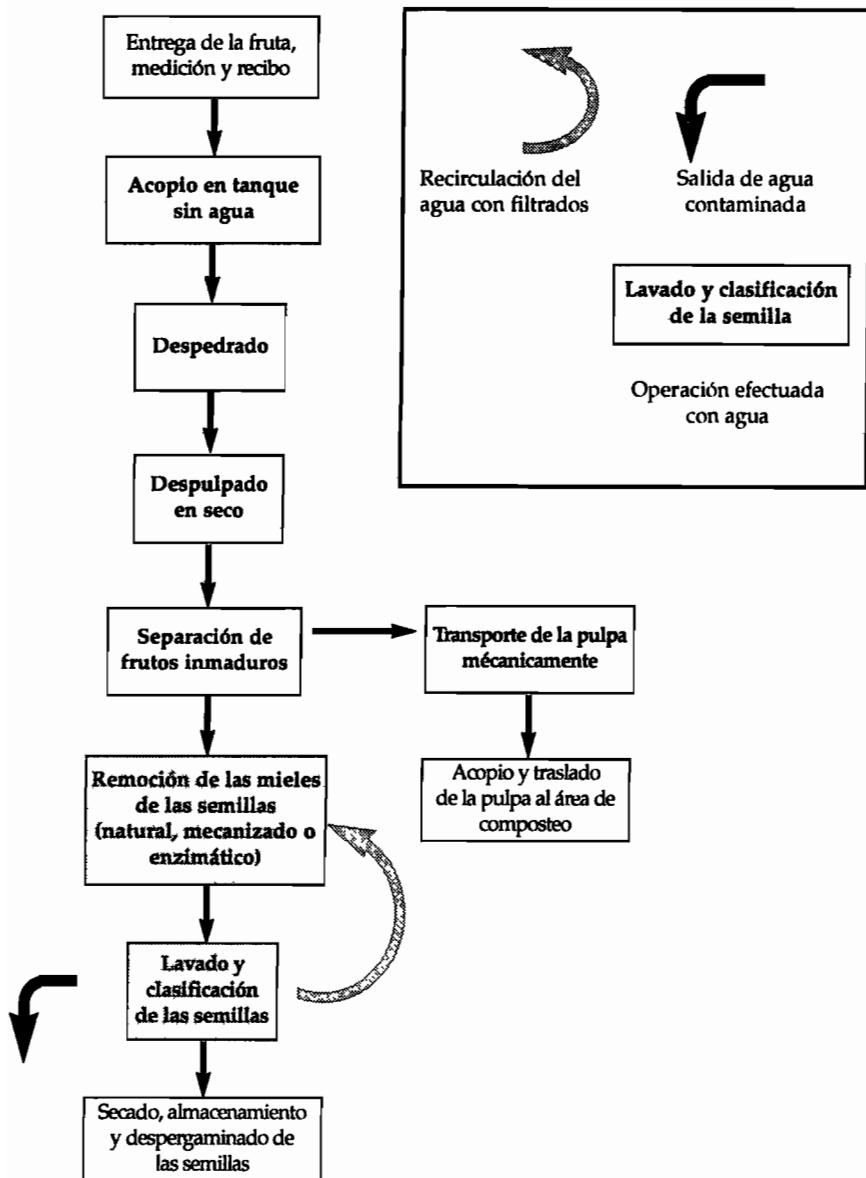 Entrega de la fruta,
medición y recibo
Acopio en tanque
sin agua
Despedrado
Despulpado
en seco
Separación de
frutos inmaduros
Transporte de la pulpa
mécanicamente
Acopio y traslado
de la pulpa al área de
composteo
Remoción de las mieles
de las semillas
(natural, mecanizado o
enzimático)
Lavado y
clasificación
de las semillas
Secado, almacenamiento
y despergaminado de
las semillas
Recirculación del
agua con filtrados
Salida de agua
contaminada
Lavado y clasificación
de la semilla
Operación efectuada
con agua